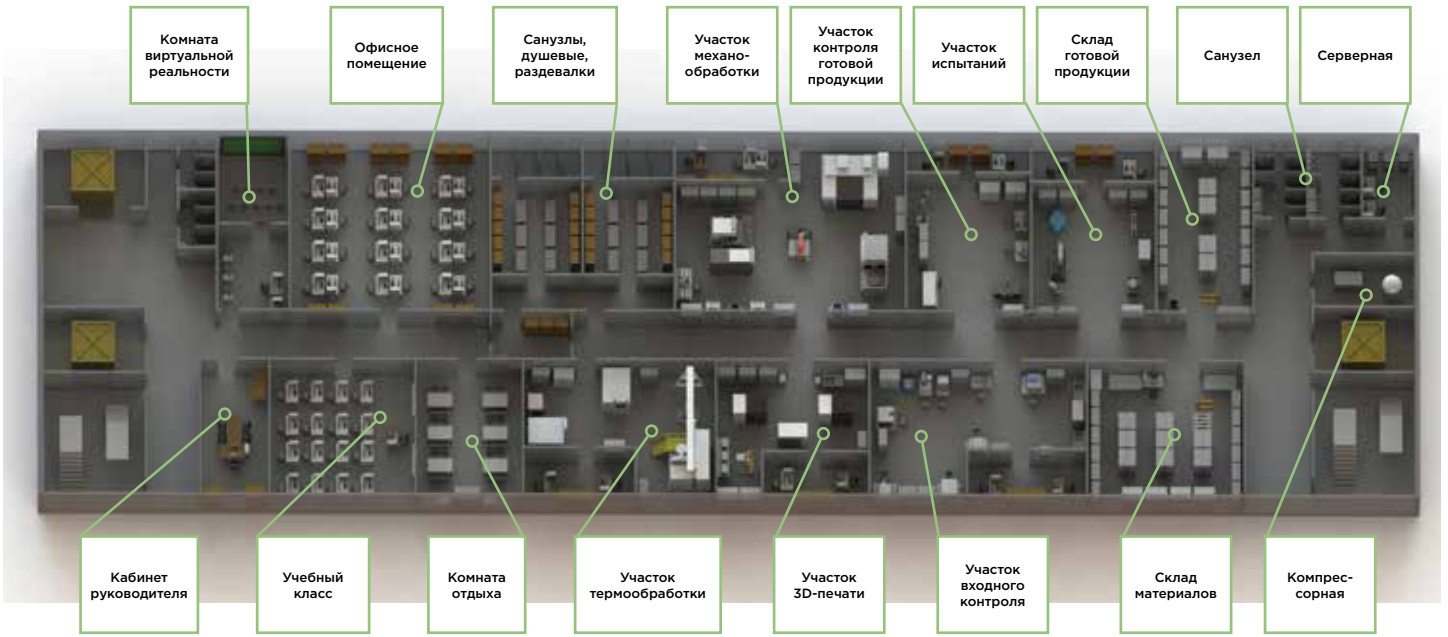 Комната
виртуальной
реальности
Офисное
помещение
Санузлы,
душевые,
раздевалки
Участок
механо-
обработки
Участок
контроля
готовой
продукции
Участок
испытаний
Склад
готовой
продукции
Санузел
Серверная
Кабинет
руководителя
Учебный
класс
Комната
отдыха
Участок
термообработки
Участок
3D-печати
Участок
входного
контроля
Склад
материалов
Компрес-
сорная